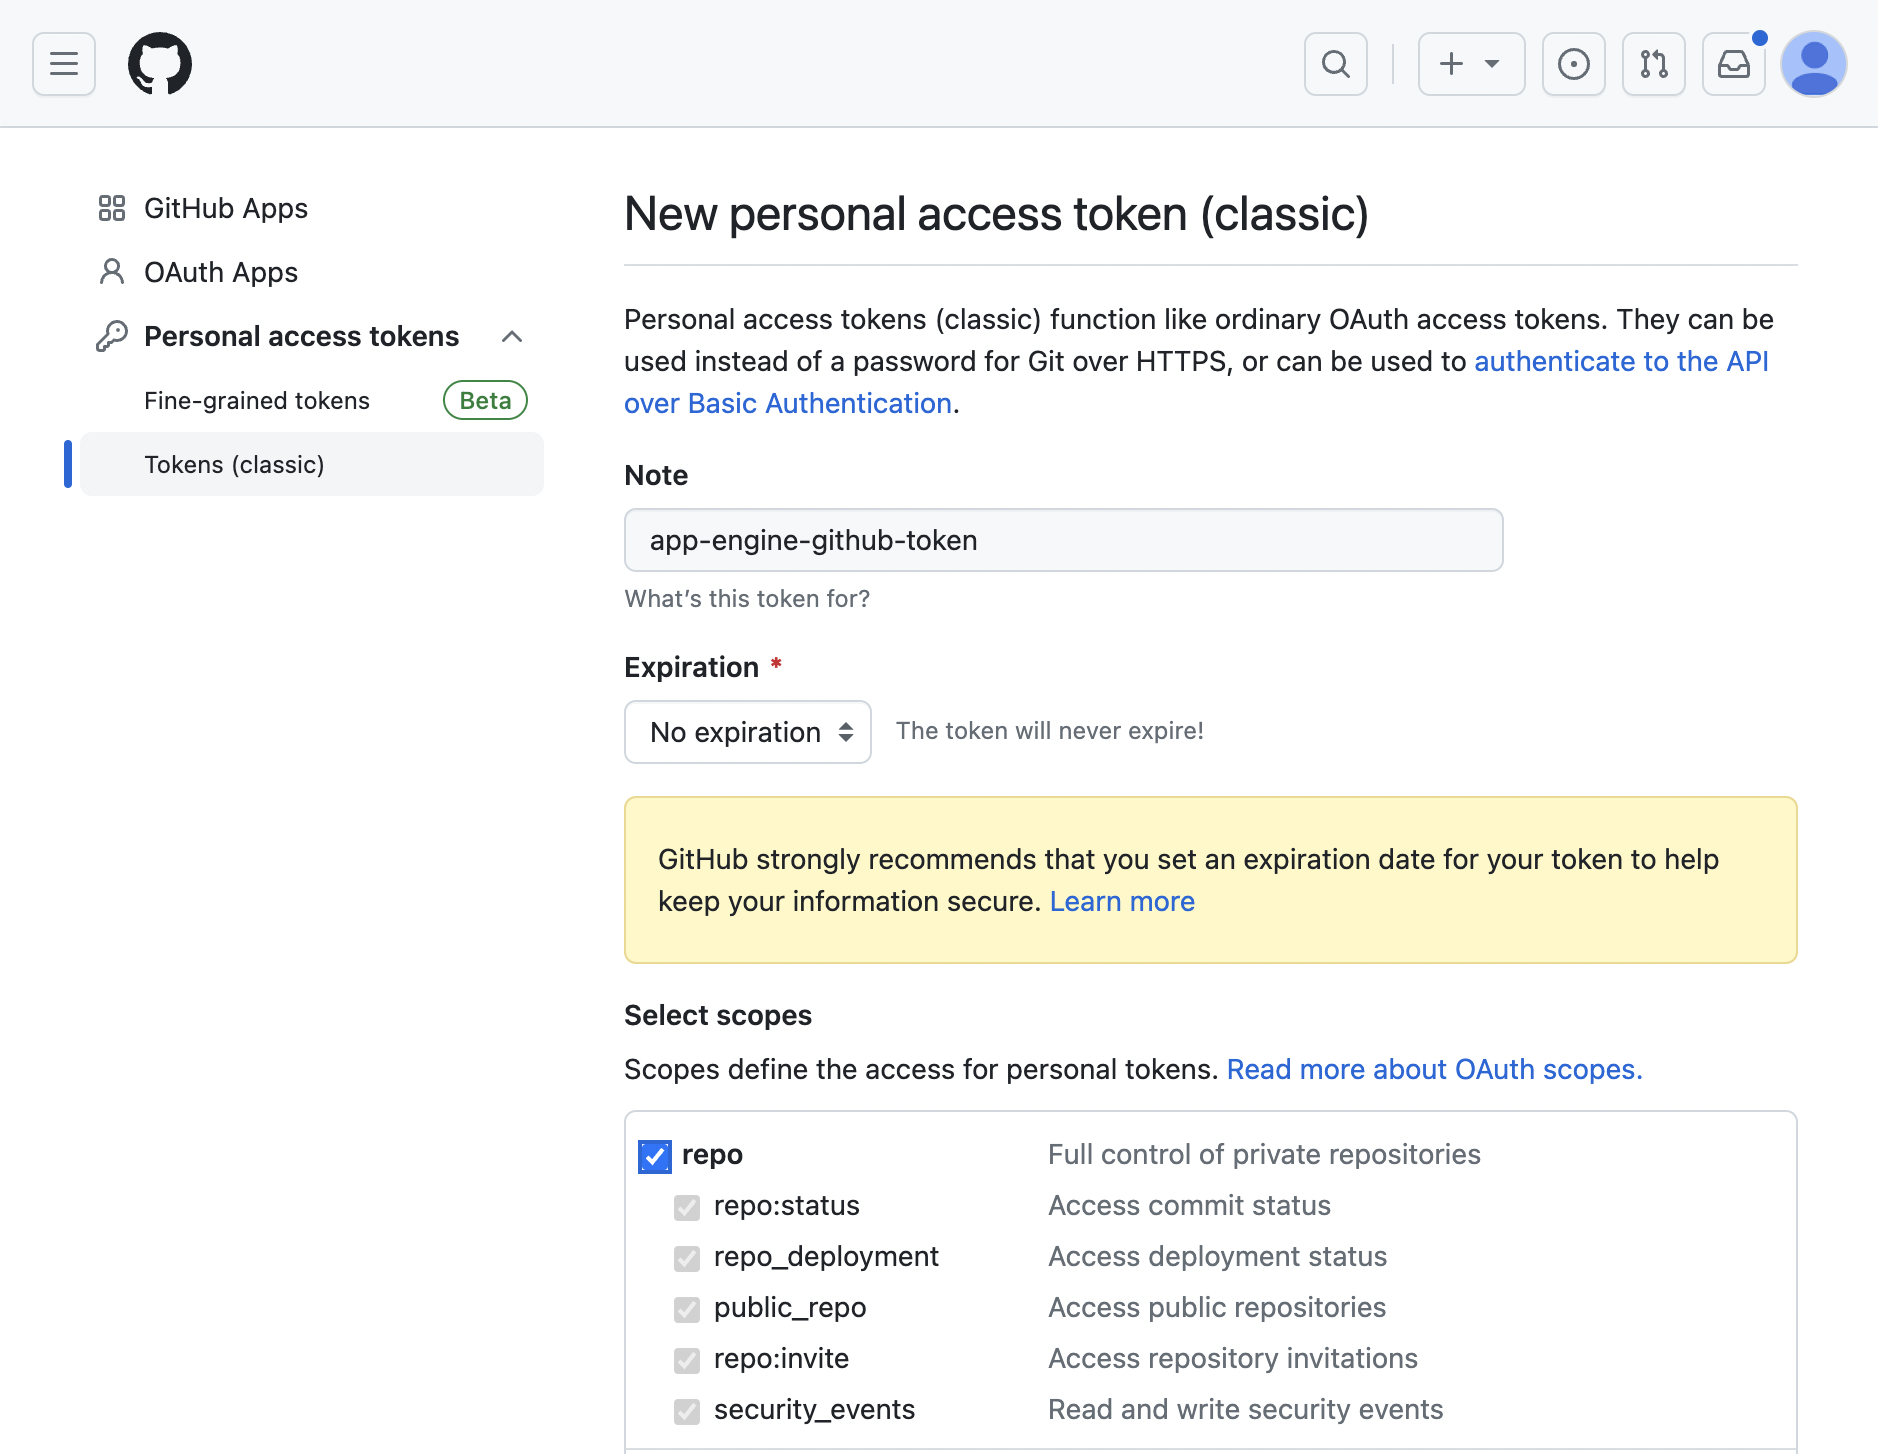 GitHub Apps
OAuth Apps
Personal access tokens
Fine-grained tokens Beta
Tokens (classic)
New personal access token (classic)
Personal access tokens (classic) function like ordinary OAuth access tokens. They can be
used instead of a password for Git over HTTPS, or can be used to authenticate to the API
over Basic Authentication.
Note
app-engine-github-token
What's this token for?
Expiration *
No expiration The token will never expire!
GitHub strongly recommends that you set an expiration date for your token to help
keep your information secure. Learn more
Select scopes
Scopes define the access for personal tokens. Read more about OAuth scopes.
repo Full control of private repositories
repo:status Access commit status
repo_deployment Access deployment status
public_repo Access public repositories
repo:invite Access repository invitations
security_events Read and write security events